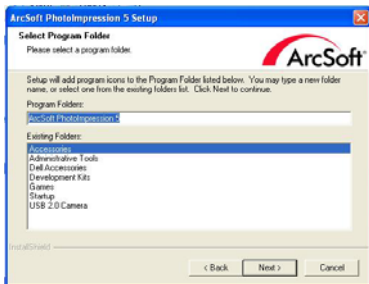 ArcSoft PhotoImpression 5 Setup
Select Program Folder
Please select a program folder.
ArcSoft
Setup will add program icons to the Program Folder listed below. You may type a new folder
name, or select one from the existing folders list. Click Next to continue.
Program Folders:
ArcSoft PhotoImpression 5
Existing Folders:
Accessories
Administrative Tools
Dell Accessories
Development Kits
Games
Startup
USB 2.0 Camera
InstallShield
< Back
Next >
Cancel